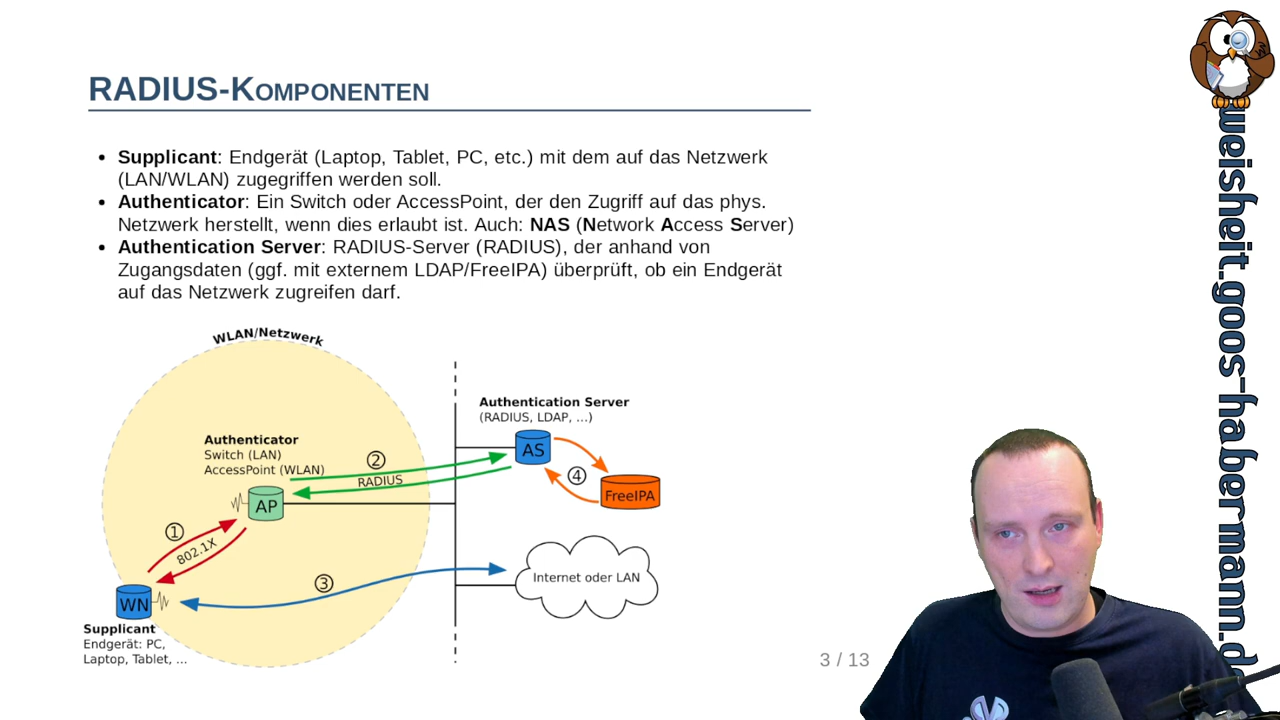 RADIUS-Komponenten
• Supplicant: Endgerät (Laptop, Tablet, PC, etc.) mit dem auf das Netzwerk
(LAN/WLAN) zugegriffen werden soll.
• Authenticator: Ein Switch oder AccessPoint, der den Zugriff auf das phys.
Netzwerk herstellt, wenn dies erlaubt ist. Auch: NAS (Network Access Server)
• Authentication Server: RADIUS-Server (RADIUS), der anhand von
Zugangsdaten (ggf. mit externem LDAP/FreeIPA) überprüft, ob ein Endgerät
auf das Netzwerk zugreifen darf.
WLAN/Netzwerk
Authentication Server
(RADIUS, LDAP, ...)
Authenticator
Switch (LAN)
AccessPoint (WLAN)
②
RADIUS
AS
④
FreeIPA
AP
①
802.1X
③
Internet oder LAN
WN
Supplicant
Endgerät: PC,
Laptop, Tablet, ...
3 / 13
weisheit.goos-habermann.de